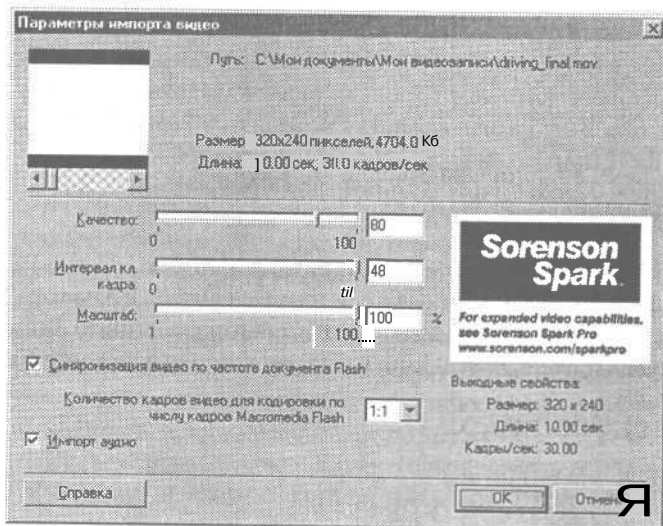 Параметры импорта видео
Путь: C:\Мои документы\Мои видеозаписи\driving_final.mov
Размер 320x240 пикселей, 4704.0 Кб
Длина: 10.00 сек; 30.0 кадров/сек
Качество: 80
0 100
Интервал кл. кадра 48
0 til
Масштаб: 100 %
1 100
Sorenson Spark.
For expanded video capabilities,
see Sorenson Spark Pro
www.sorenson.com/sparkpro
Синхронизация видео по частоте документа Flash
Количество кадров видео для кодировки по
числу кадров Macromedia Flash 1:1
Импорт аудио
Выходные свойства:
Размер: 320 x 240
Длина: 10.00 сек
Кадры/сек: 30.00
Справка
OK
Отмен
Я